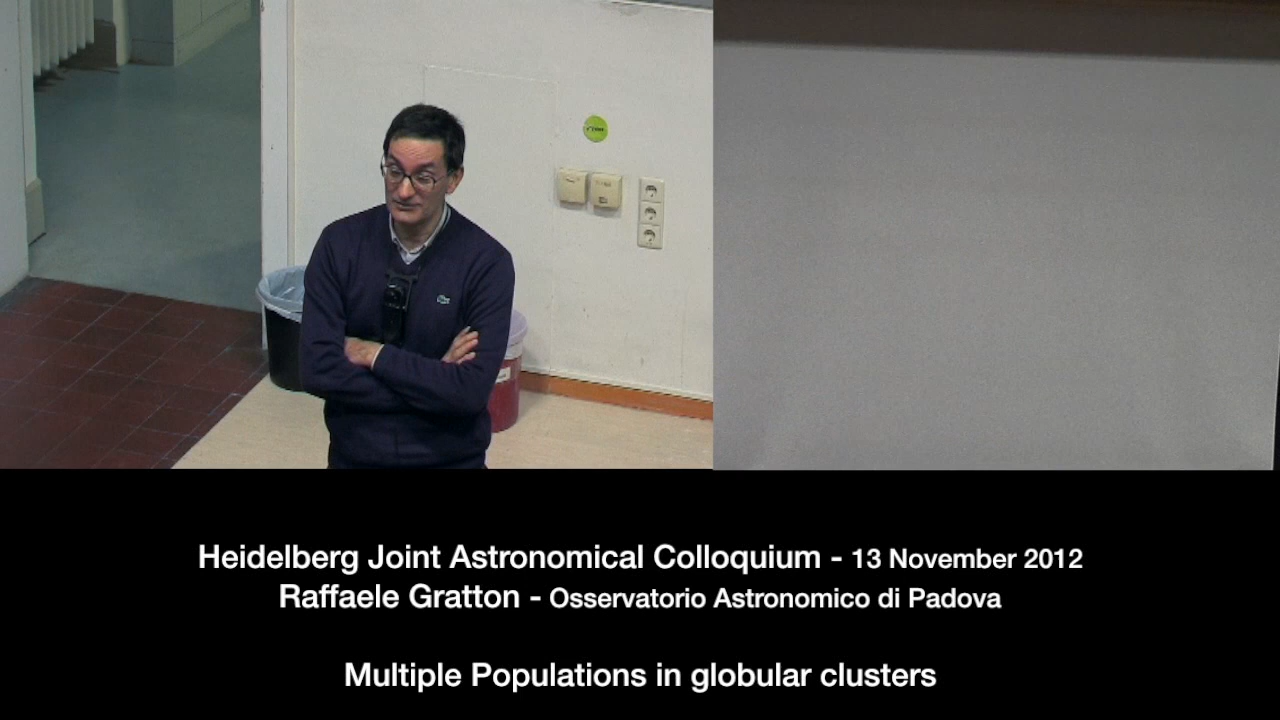 Heidelberg Joint Astronomical Colloquium - 13 November 2012
Raffaele Gratton - Osservatorio Astronomico di Padova
Multiple Populations in globular clusters